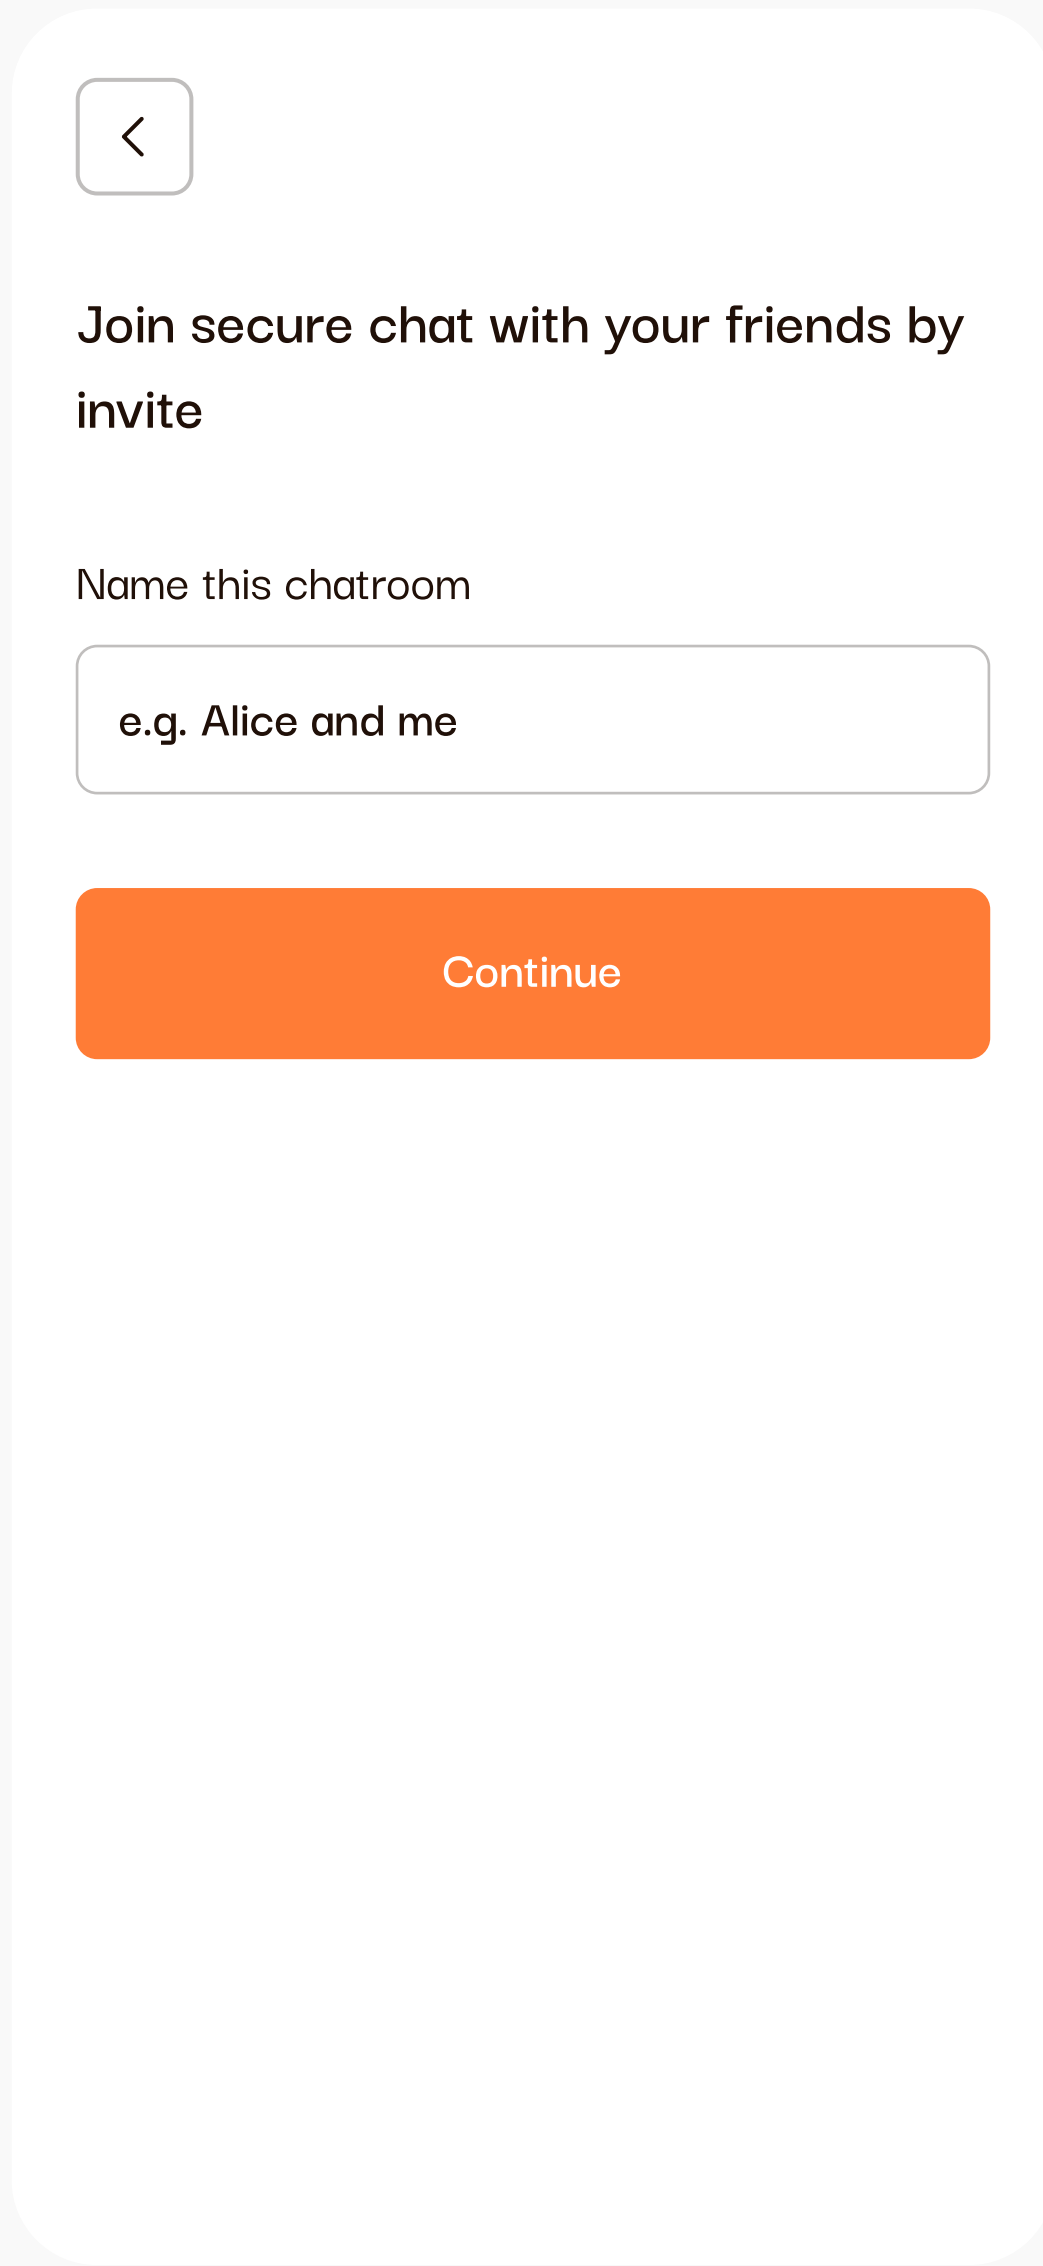 Join secure chat with your friends by
invite
Name this chatroom
e.g. Alice and me
Continue